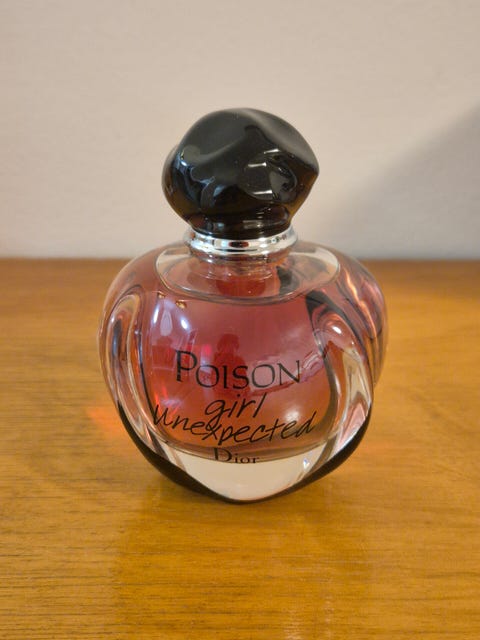 POISON
girl
Unexpected
Dior